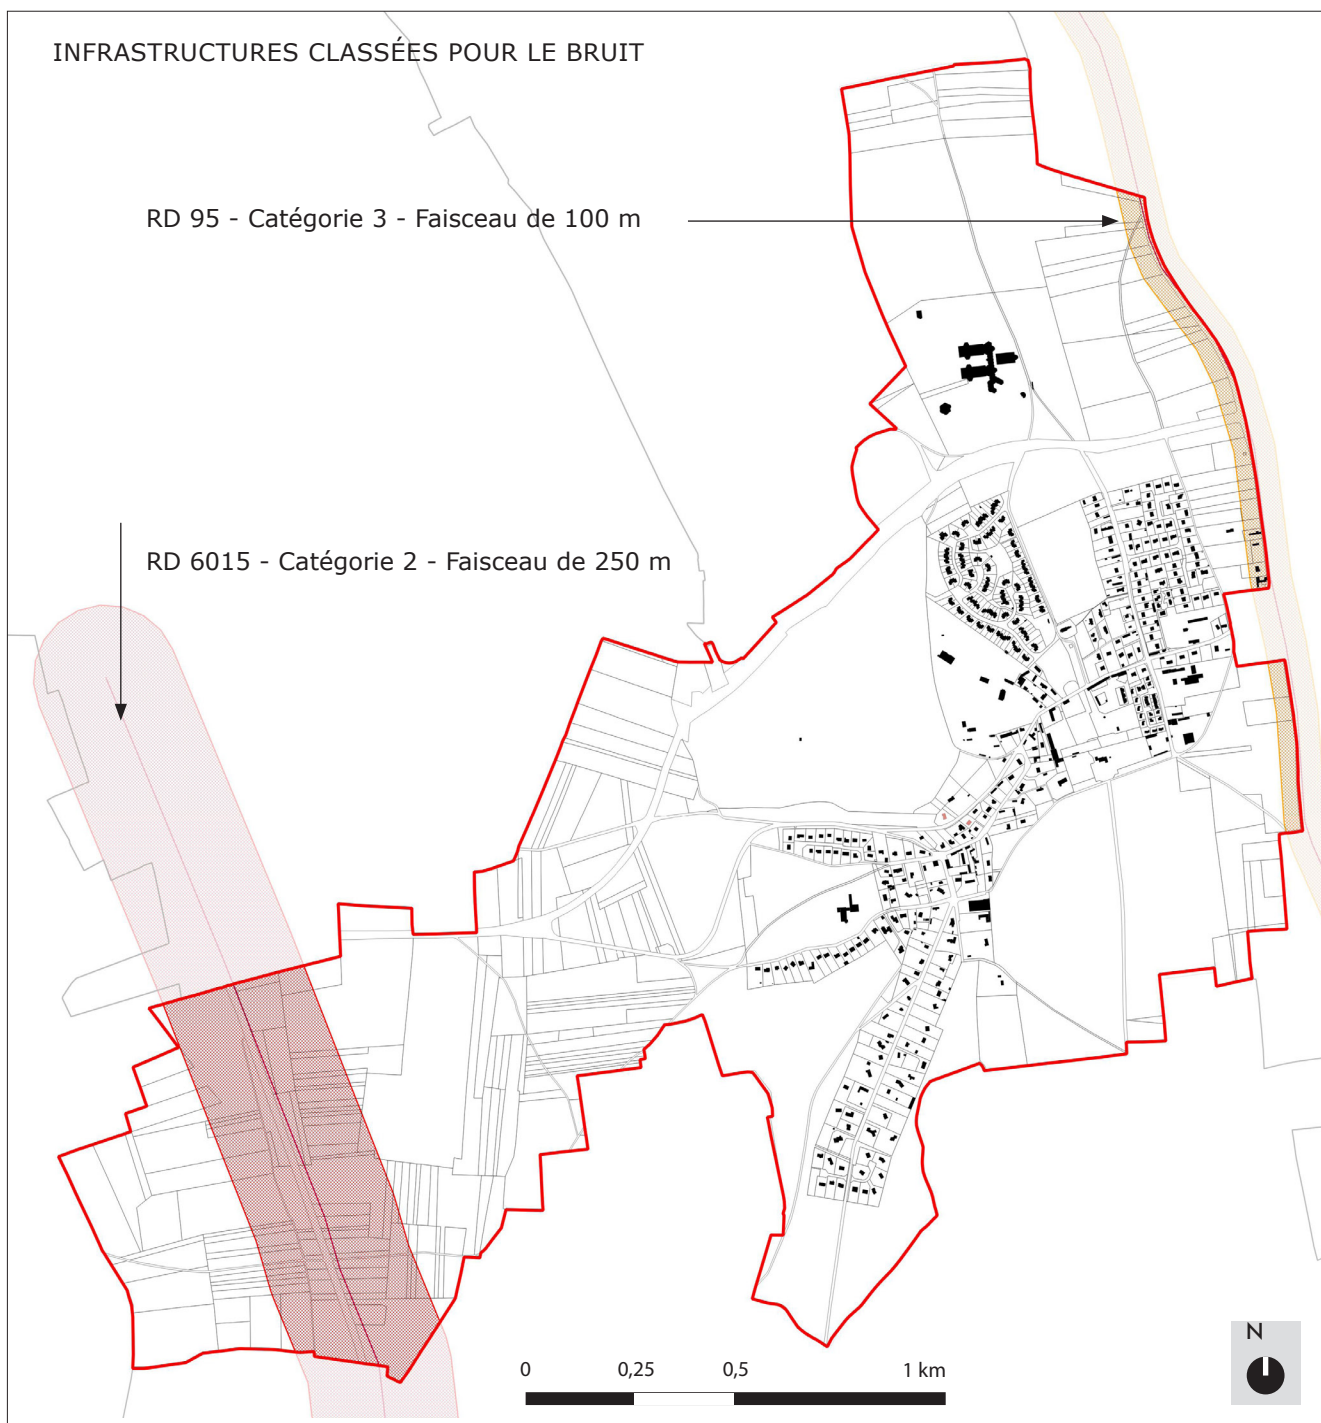 INFRASTRUCTURES CLASSÉES POUR LE BRUIT
RD 95 - Catégorie 3 - Faisceau de 100 m
RD 6015 - Catégorie 2 - Faisceau de 250 m
0 0,25 0,5 1 km
N